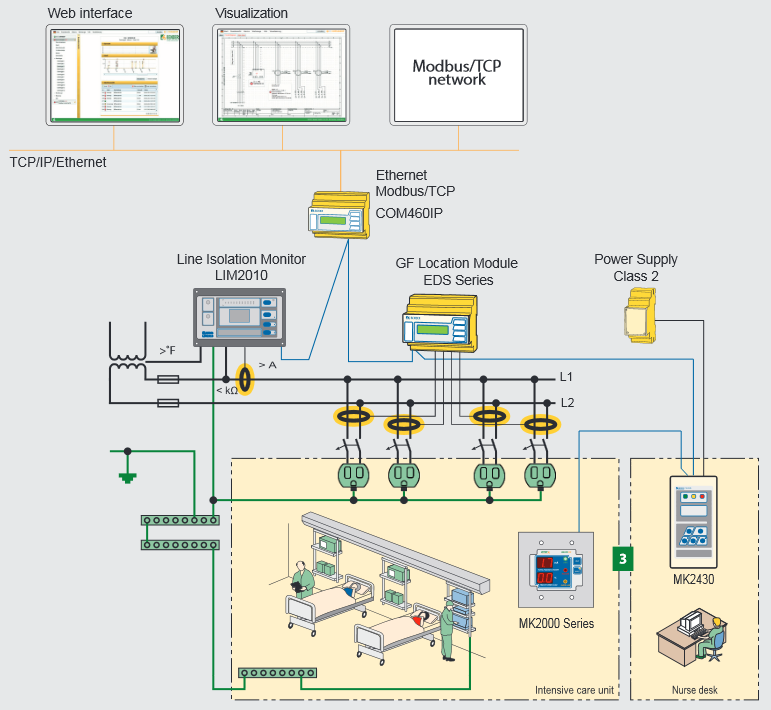 Web interface
Visualization
Modbus/TCP
network
TCP/IP/Ethernet
Ethernet
Modbus/TCP
COM460IP
Line Isolation Monitor
LIM2010
GF Location Module
EDS Series
Power Supply
Class 2
>°F
> A
< kΩ
L1
L2
3
MK2430
MK2000 Series
Intensive care unit
Nurse desk